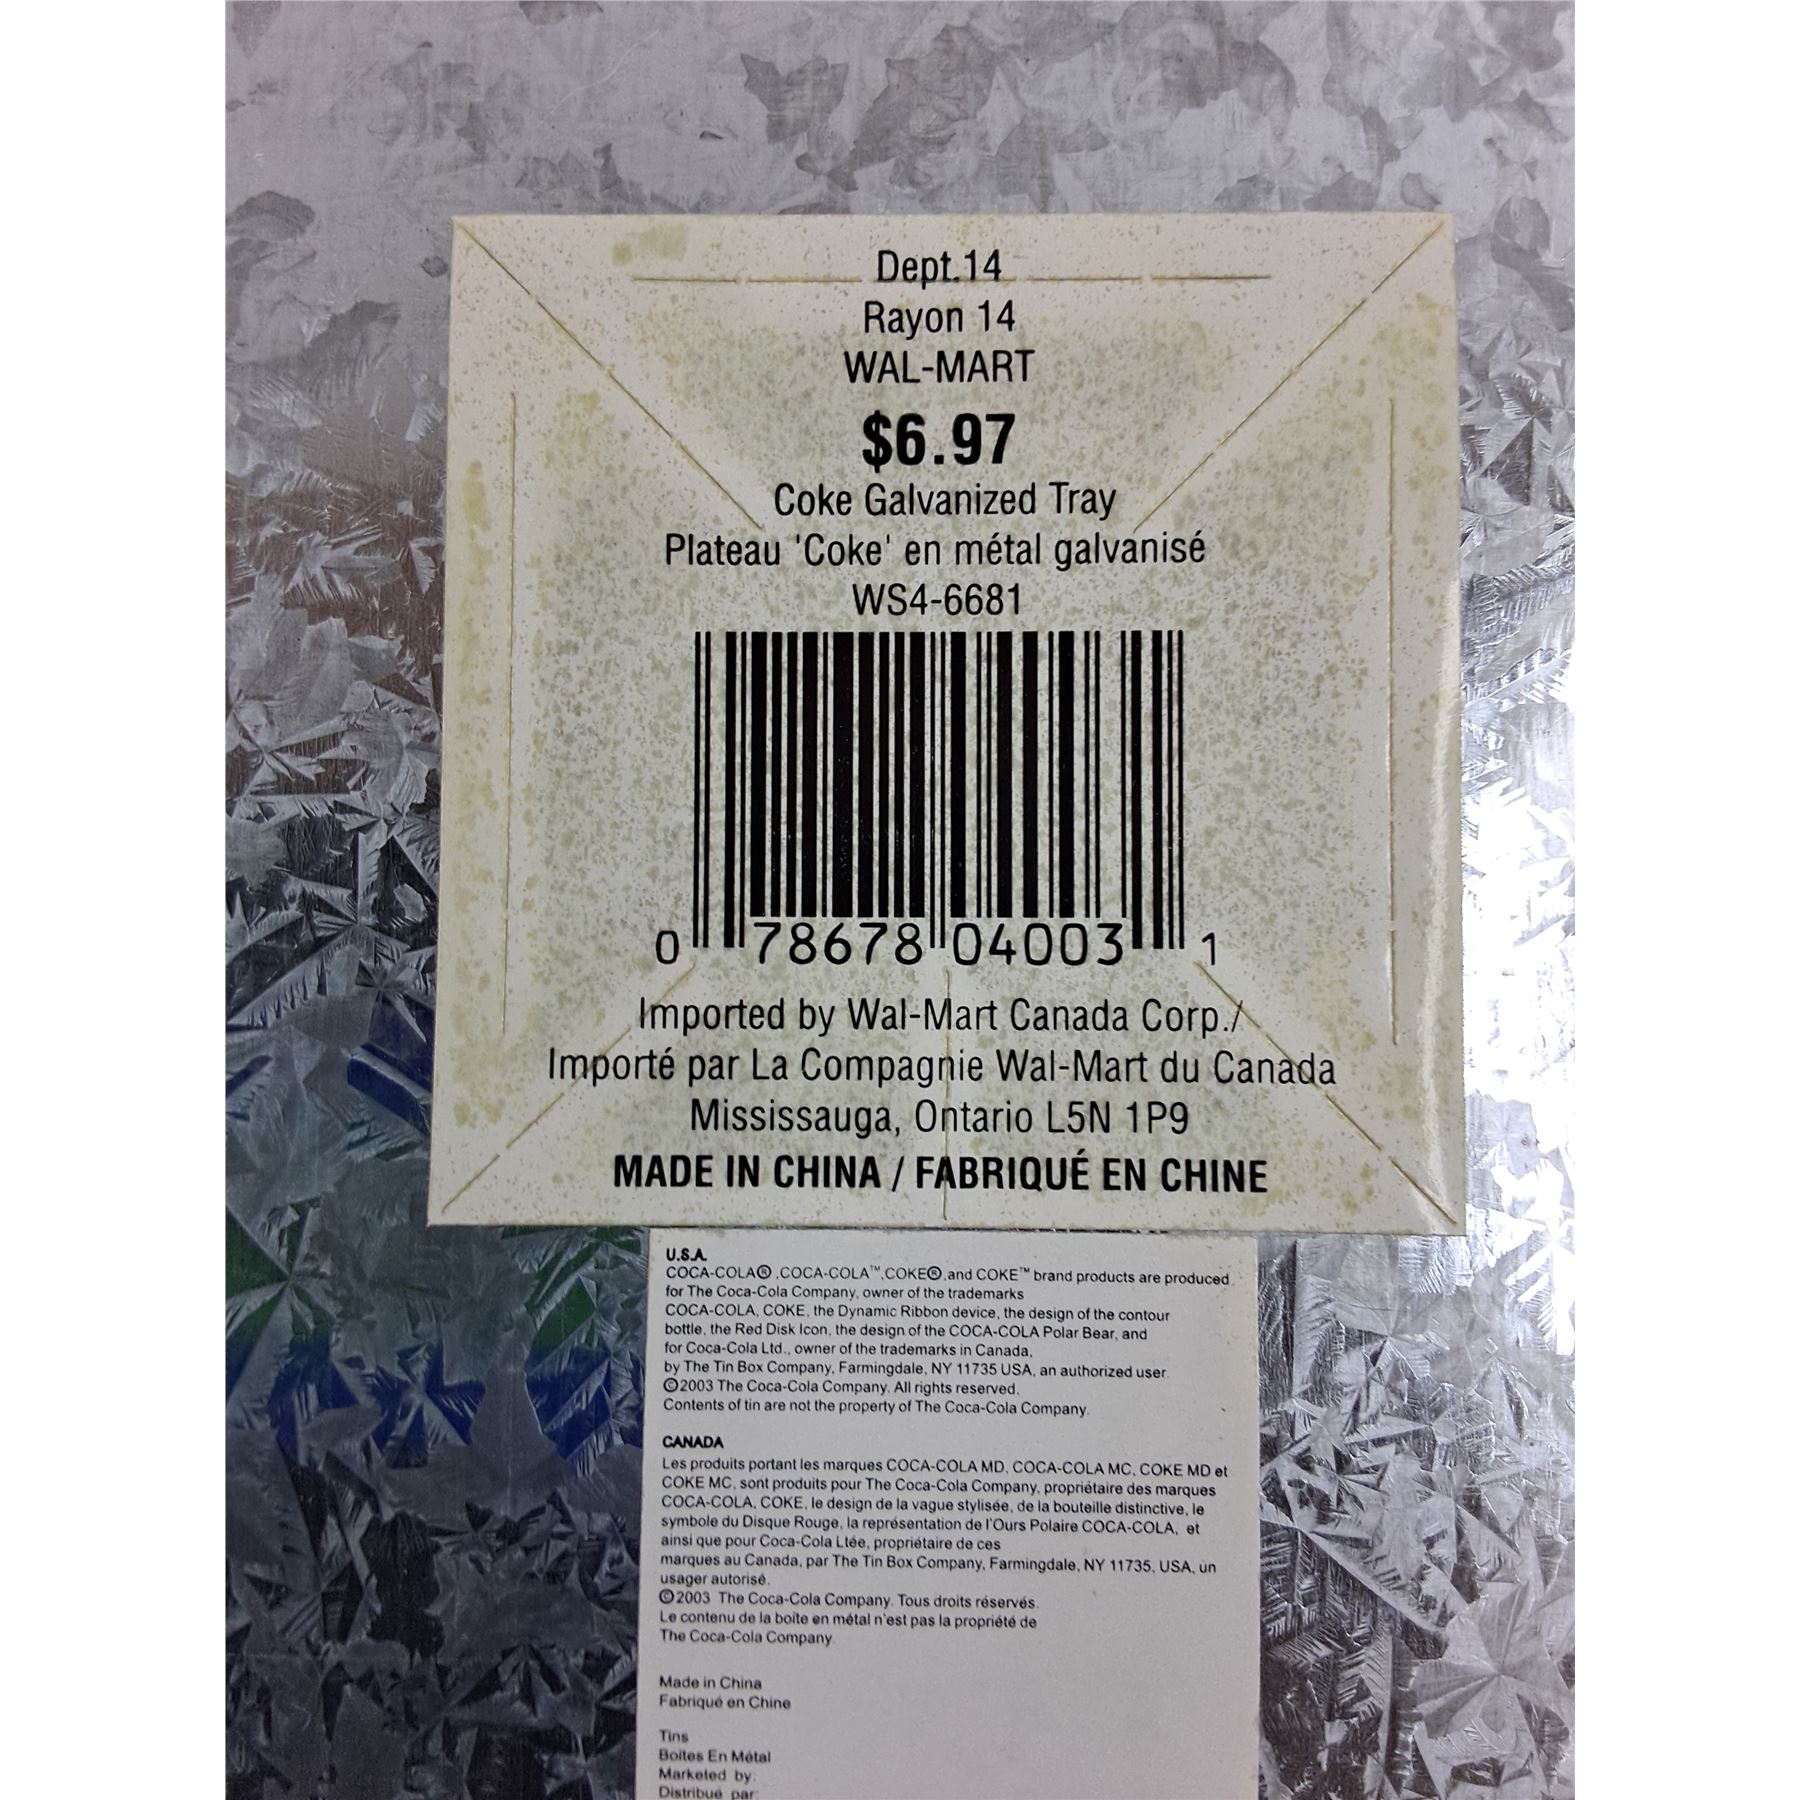 Dept.14
Rayon 14
WAL-MART
$6.97
Coke Galvanized Tray
Plateau 'Coke' en métal galvanisé
WS4-6681
0 78678 04003 1
Imported by Wal-Mart Canada Corp./
Importé par La Compagnie Wal-Mart du Canada
Mississauga, Ontario L5N 1P9
MADE IN CHINA / FABRIQUÉ EN CHINE
U.S.A.
COCA-COLA® ,COCA-COLA™,COKE®,and COKE™ brand products are produced
for The Coca-Cola Company, owner of the trademarks
COCA-COLA, COKE, the Dynamic Ribbon device, the design of the contour
bottle, the Red Disk Icon, the design of the COCA-COLA Polar Bear, and
for Coca-Cola Ltd., owner of the trademarks in Canada,
by The Tin Box Company, Farmingdale, NY 11735 USA, an authorized user.
©2003 The Coca-Cola Company. All rights reserved.
Contents of tin are not the property of The Coca-Cola Company.
CANADA
Les produits portant les marques COCA-COLA MD, COCA-COLA MC, COKE MD et
COKE MC, sont produits pour The Coca-Cola Company, propriétaire des marques
COCA-COLA, COKE, le design de la vague stylisée, de la bouteille distinctive, le
symbole du Disque Rouge, la représentation de l'Ours Polaire COCA-COLA, et
ainsi que pour Coca-Cola Ltée, propriétaire de ces
marques au Canada, par The Tin Box Company, Farmingdale, NY 11735, USA, un
usager autorisé.
©2003 The Coca-Cola Company. Tous droits réservés.
Le contenu de la boîte en métal n'est pas la propriété de
The Coca-Cola Company
Made in China
Fabriqué en Chine
Tins
Boîtes En Métal
Marketed by:
Distribué par: